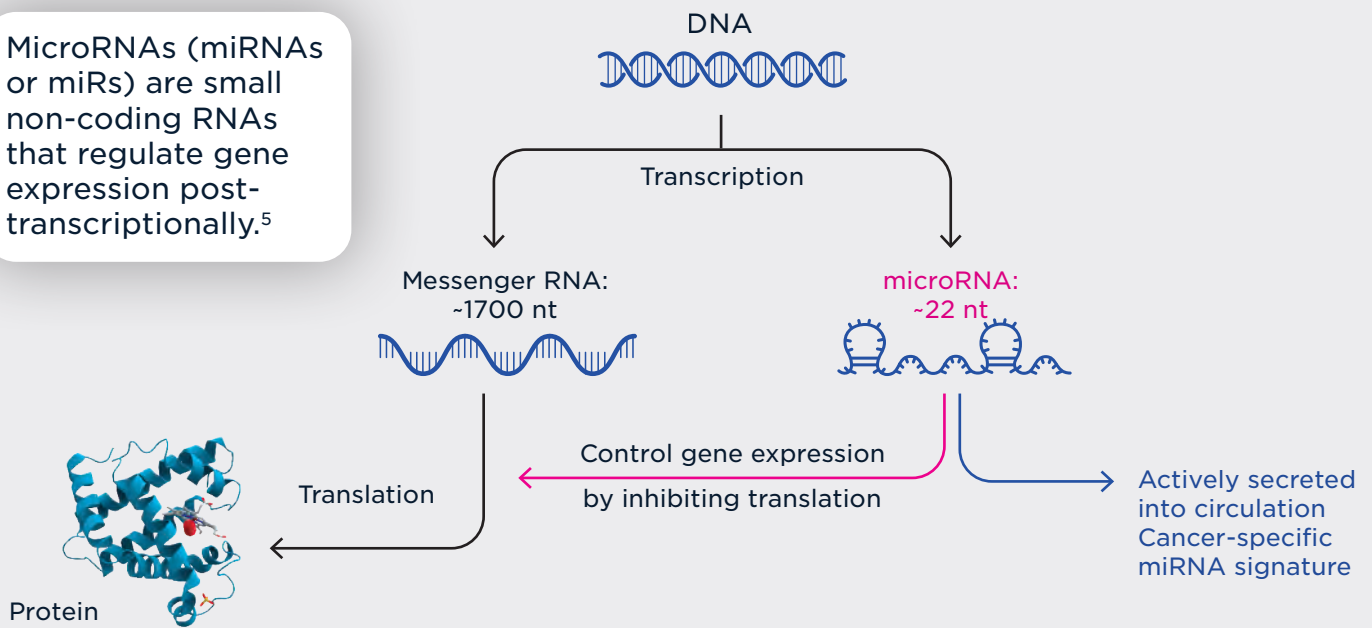 MicroRNAs (miRNAs
or miRs) are small
non-coding RNAs
that regulate gene
expression post-
transcriptionally.⁵
DNA
Transcription
Messenger RNA:
~1700 nt
microRNA:
~22 nt
Control gene expression
by inhibiting translation
Translation
Actively secreted
into circulation
Cancer-specific
miRNA signature
Protein